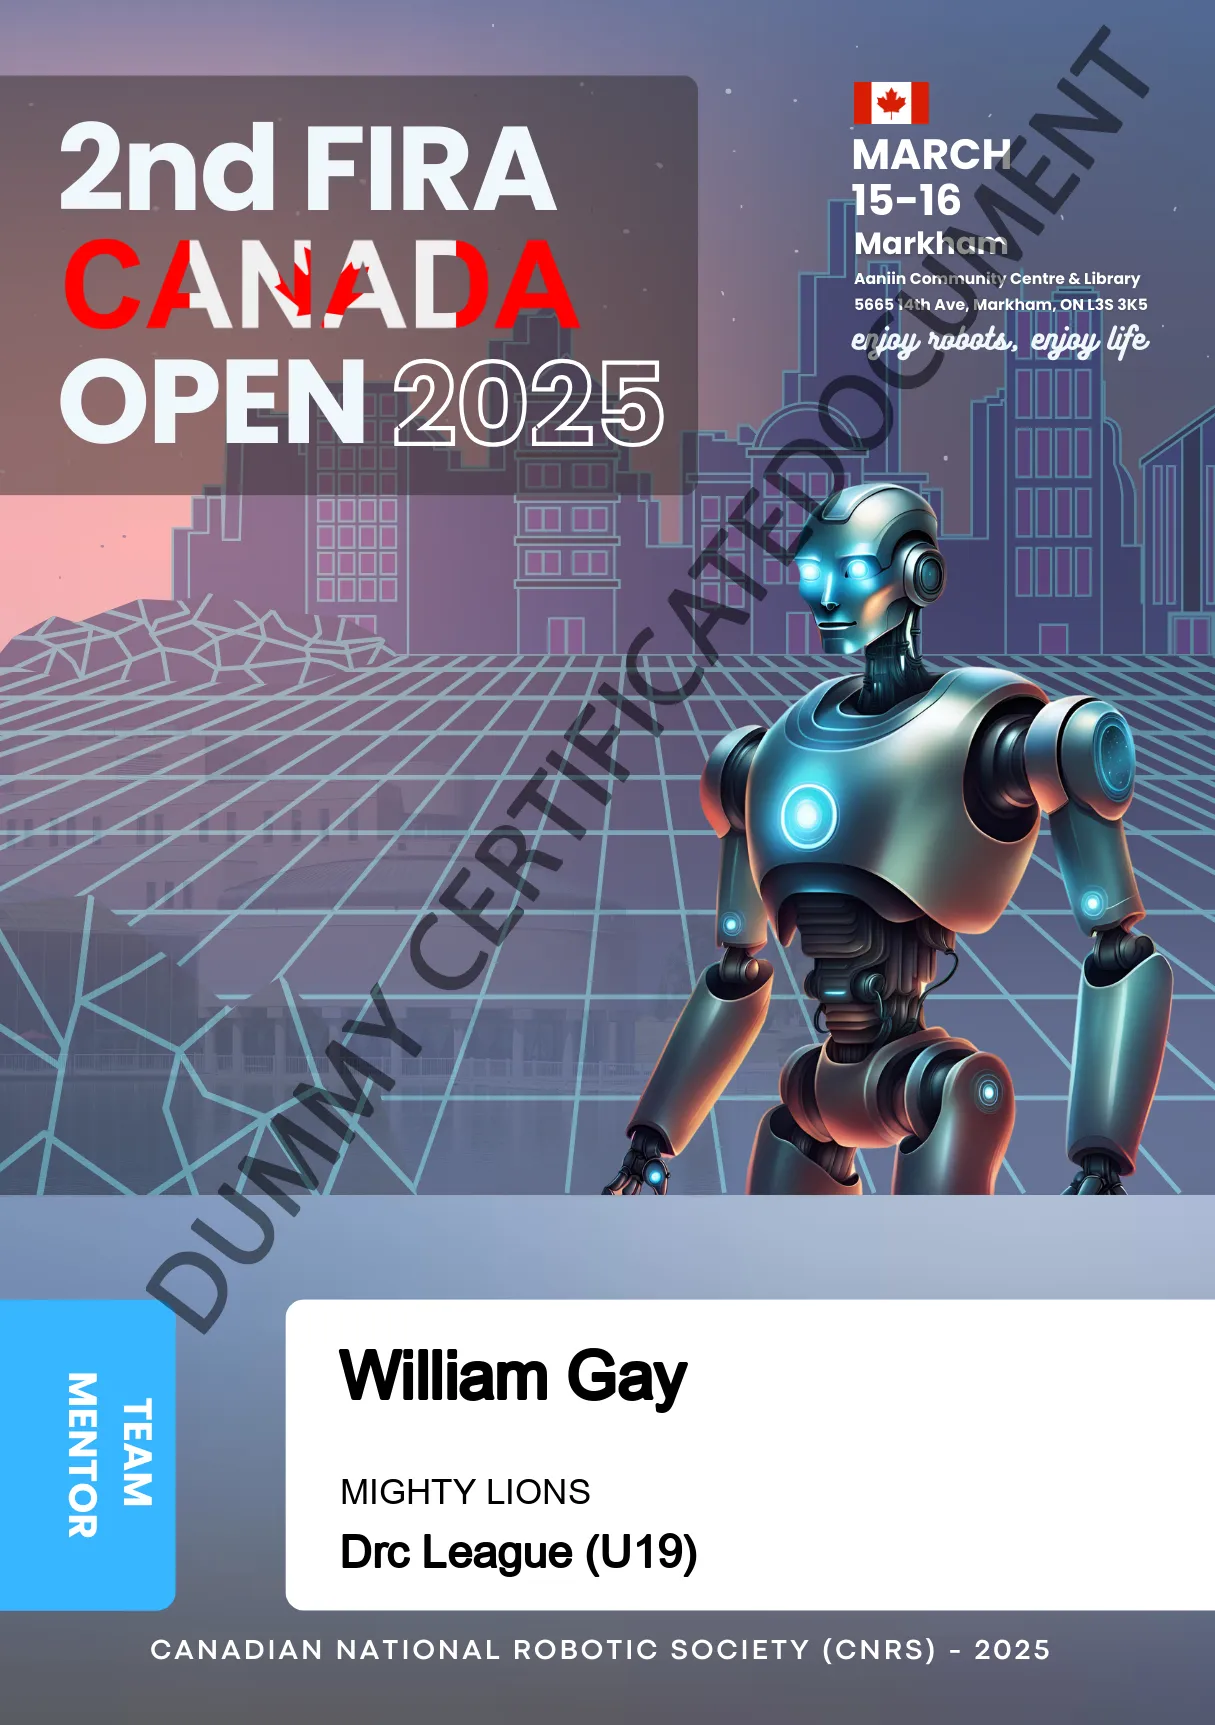 2nd FIRA
CANADA
OPEN 2025
MARCH
15-16
Markham
Aaniin Community Centre & Library
5665 14th Ave, Markham, ON L3S 3K5
enjoy robots, enjoy life
DUMMY CERTIFICATEDOCUMENT
TEAM
MENTOR
William Gay
MIGHTY LIONS
Drc League (U19)
CANADIAN NATIONAL ROBOTIC SOCIETY (CNRS) - 2025